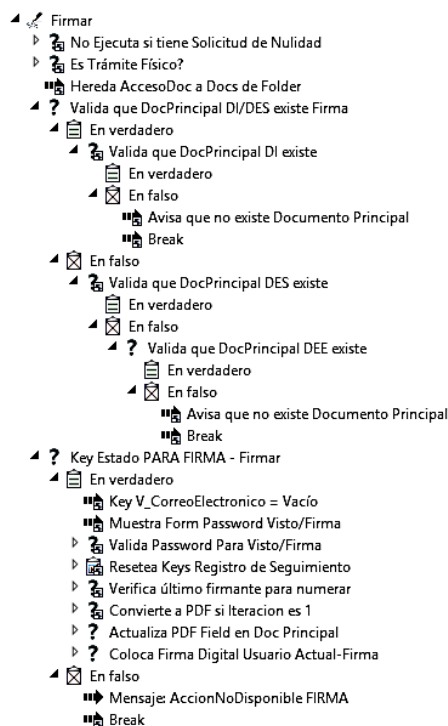 Firmar
No Ejecuta si tiene Solicitud de Nulidad
Es Trámite Físico?
Hereda AccesoDoc a Docs de Folder
Valida que DocPrincipal DI/DES existe Firma
En verdadero
Valida que DocPrincipal DI existe
En verdadero
En falso
Avisa que no existe Documento Principal
Break
En falso
Valida que DocPrincipal DES existe
En verdadero
En falso
Valida que DocPrincipal DEE existe
En verdadero
En falso
Avisa que no existe Documento Principal
Break
Key Estado PARA FIRMA - Firmar
En verdadero
Key V_CorreoElectronico = Vacío
Muestra Form Password Visto/Firma
Valida Password Para Visto/Firma
Resetea Keys Registro de Seguimiento
Verifica último firmante para numerar
Convierte a PDF si Iteracion es 1
Actualiza PDF Field en Doc Principal
Coloca Firma Digital Usuario Actual-Firma
En falso
Mensaje: AccionNoDisponible FIRMA
Break